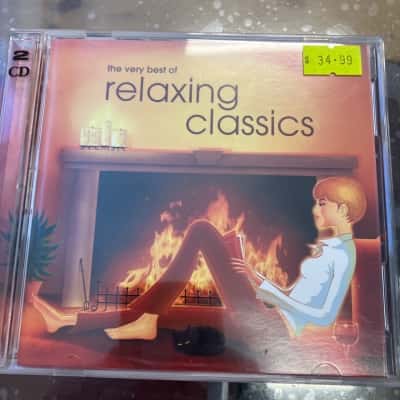 2
CD
the very best of
relaxing
classics
$ 34.99